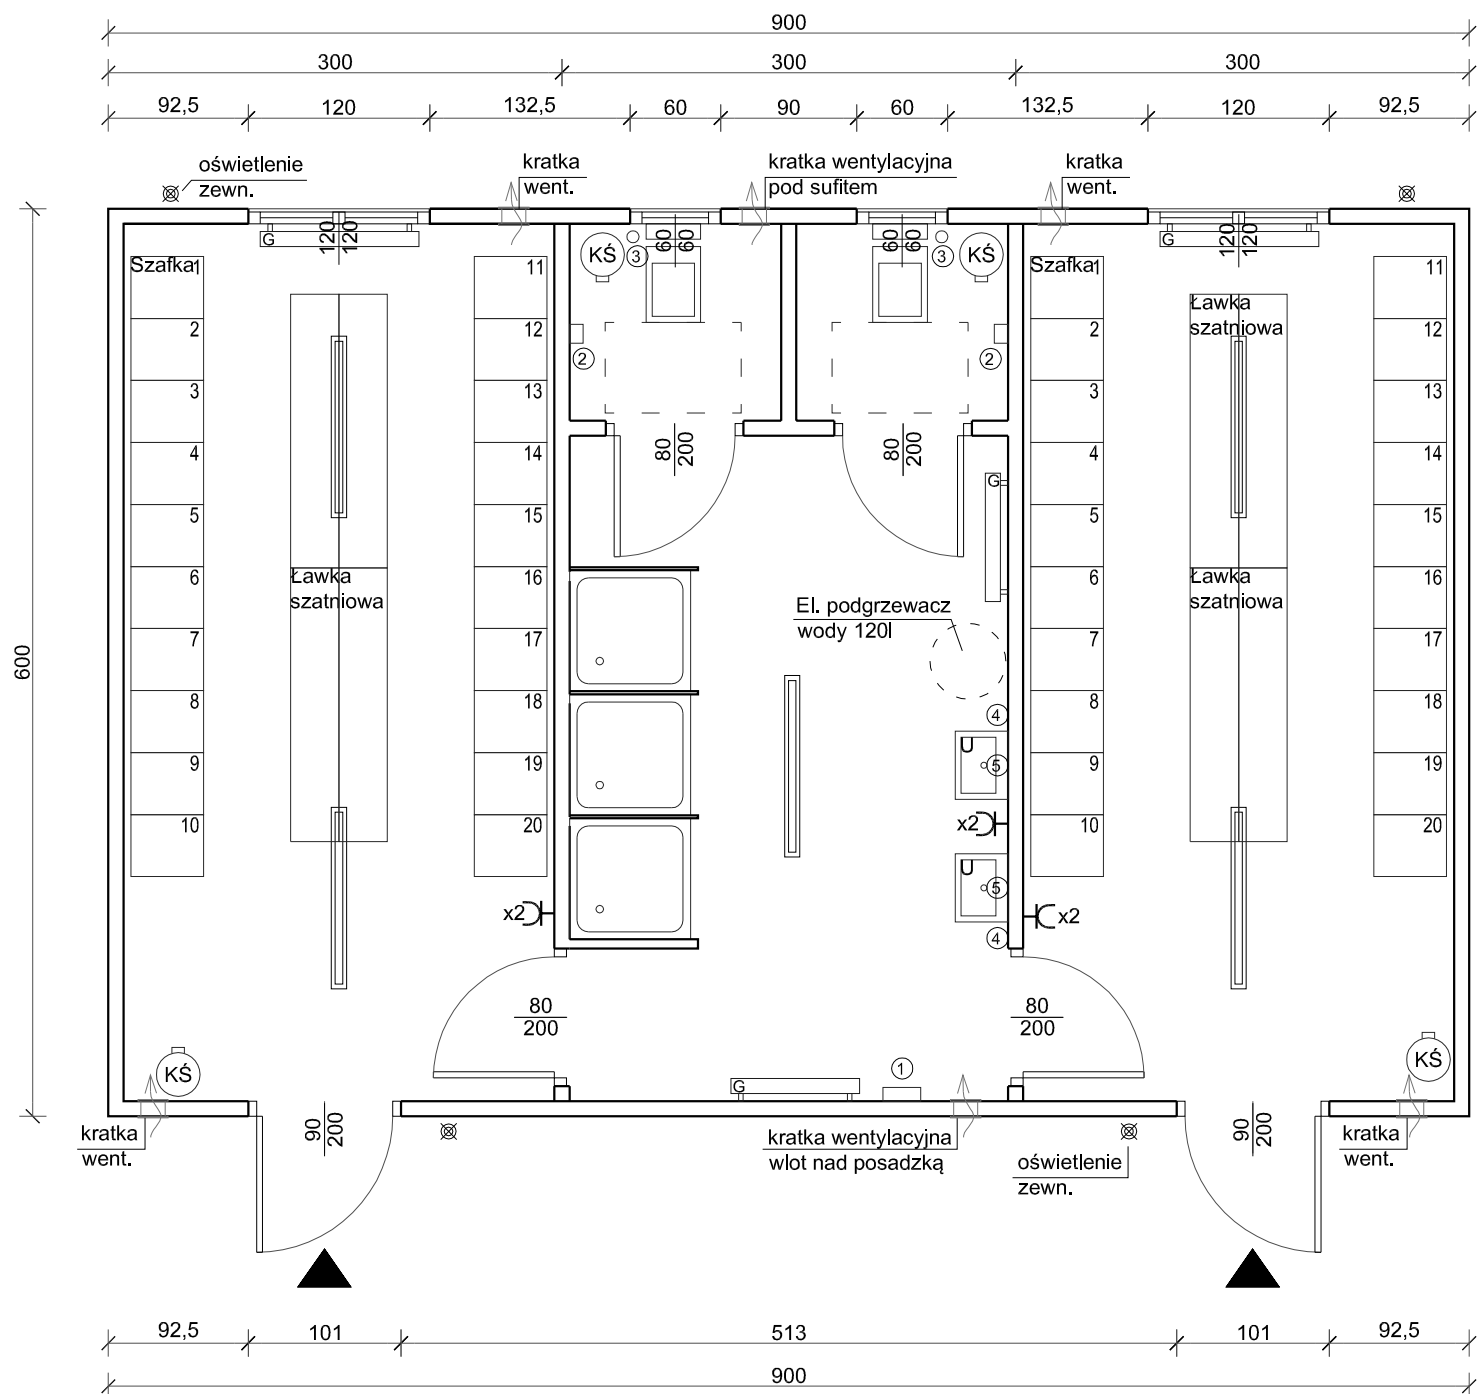 900
300
300
300
92,5
120
132,5
60
90
60
132,5
120
92,5
oświetlenie
zewn.
kratka
went.
kratka wentylacyjna
pod sufitem
kratka
went.
G
120
120
60
60
60
60
G
120
120
KŚ
3
3
KŚ
Szafka
1
2
3
4
5
6
7
8
9
10
11
12
13
14
15
16
17
18
19
20
Ławka
szatniowa
2
2
80
200
80
200
G
El. podgrzewacz
wody 120l
4
U
5
x2
U
5
4
Szafka
1
2
3
4
5
6
7
8
9
10
Ławka
szatniowa
Ławka
szatniowa
11
12
13
14
15
16
17
18
19
20
600
x2
x2
80
200
80
200
KŚ
KŚ
G
1
kratka
went.
90
200
kratka wentylacyjna
wlot nad posadzką
oświetlenie
zewn.
90
200
kratka
went.
92,5
101
513
101
92,5
900